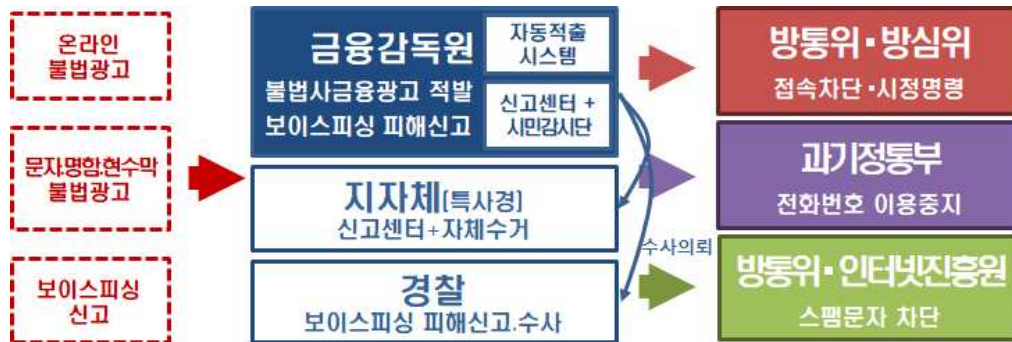 온라인
불법광고
문자.명함.현수막
불법광고
보이스피싱
신고
금융감독원
불법사금융광고 적발
보이스피싱 피해신고
자동적출
시스템
신고센터 +
시민감시단
지자체(특사경)
신고센터+자체수거
경찰
보이스피싱 피해신고.수사
수사의뢰
방통위·방심위
접속차단·시정명령
과기정통부
전화번호 이용중지
방통위·인터넷진흥원
스팸문자 차단